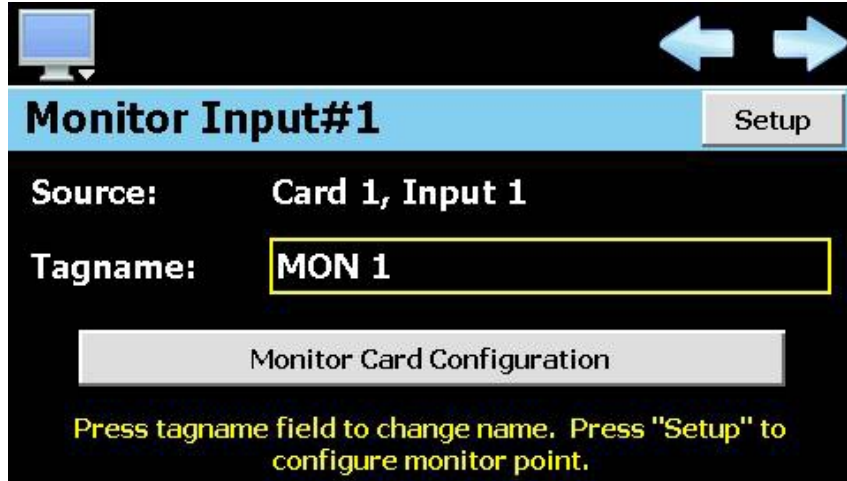 Monitor Input#1
Setup
Source: Card 1, Input 1
Tagname: MON 1
Monitor Card Configuration
Press tagname field to change name. Press "Setup" to
configure monitor point.